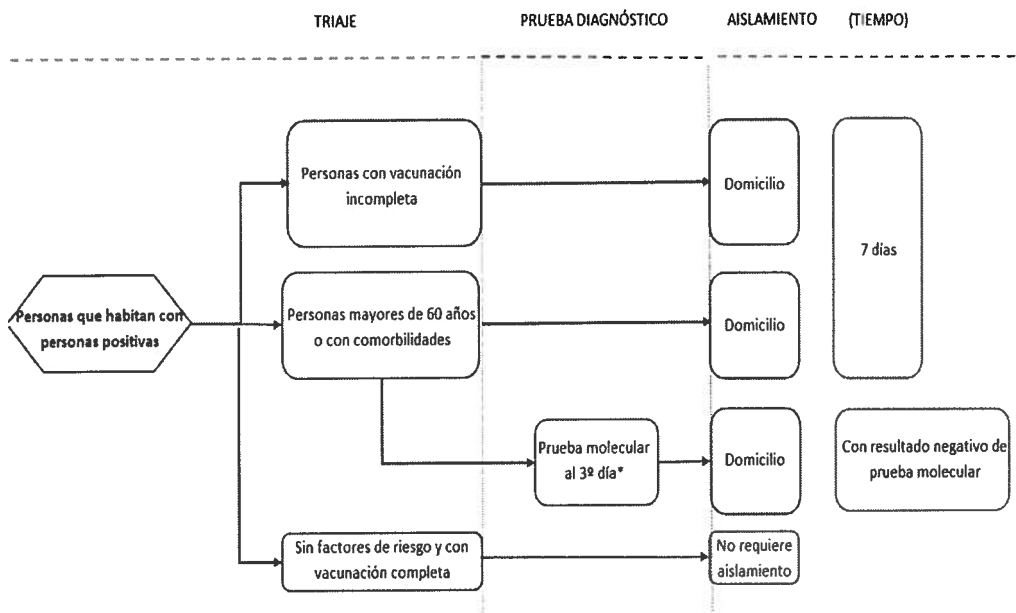 TRIAJE
PRUEBA DIAGNÓSTICO
AISLAMIENTO
(TIEMPO)
Personas con vacunación
incompleta
Domicilio
7 días
Personas que habitan con
personas positivas
Personas mayores de 60 años
o con comorbilidades
Domicilio
Prueba molecular
al 3º día*
Domicilio
Con resultado negativo de
prueba molecular
Sin factores de riesgo y con
vacunación completa
No requiere
aislamiento